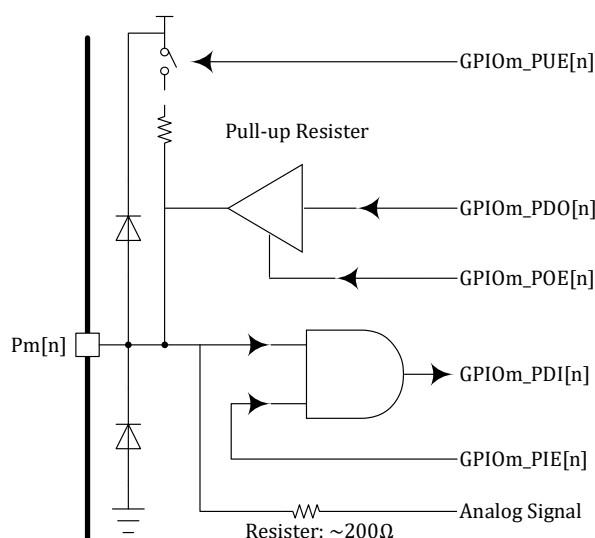 GPIOm_PUE[n]
Pull-up Resister
GPIOm_PDO[n]
GPIOm_POE[n]
Pm[n]
GPIOm_PDI[n]
GPIOm_PIE[n]
Analog Signal
Resister: ~200Ω